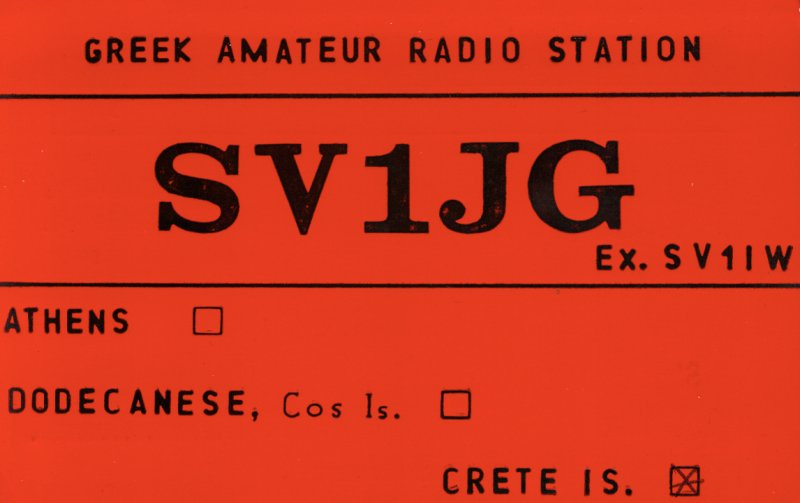 GREEK AMATEUR RADIO STATION
SV1JG
Ex. SV1IW
ATHENS ☐
DODECANESE, Cos Is. ☐
CRETE IS. ☒